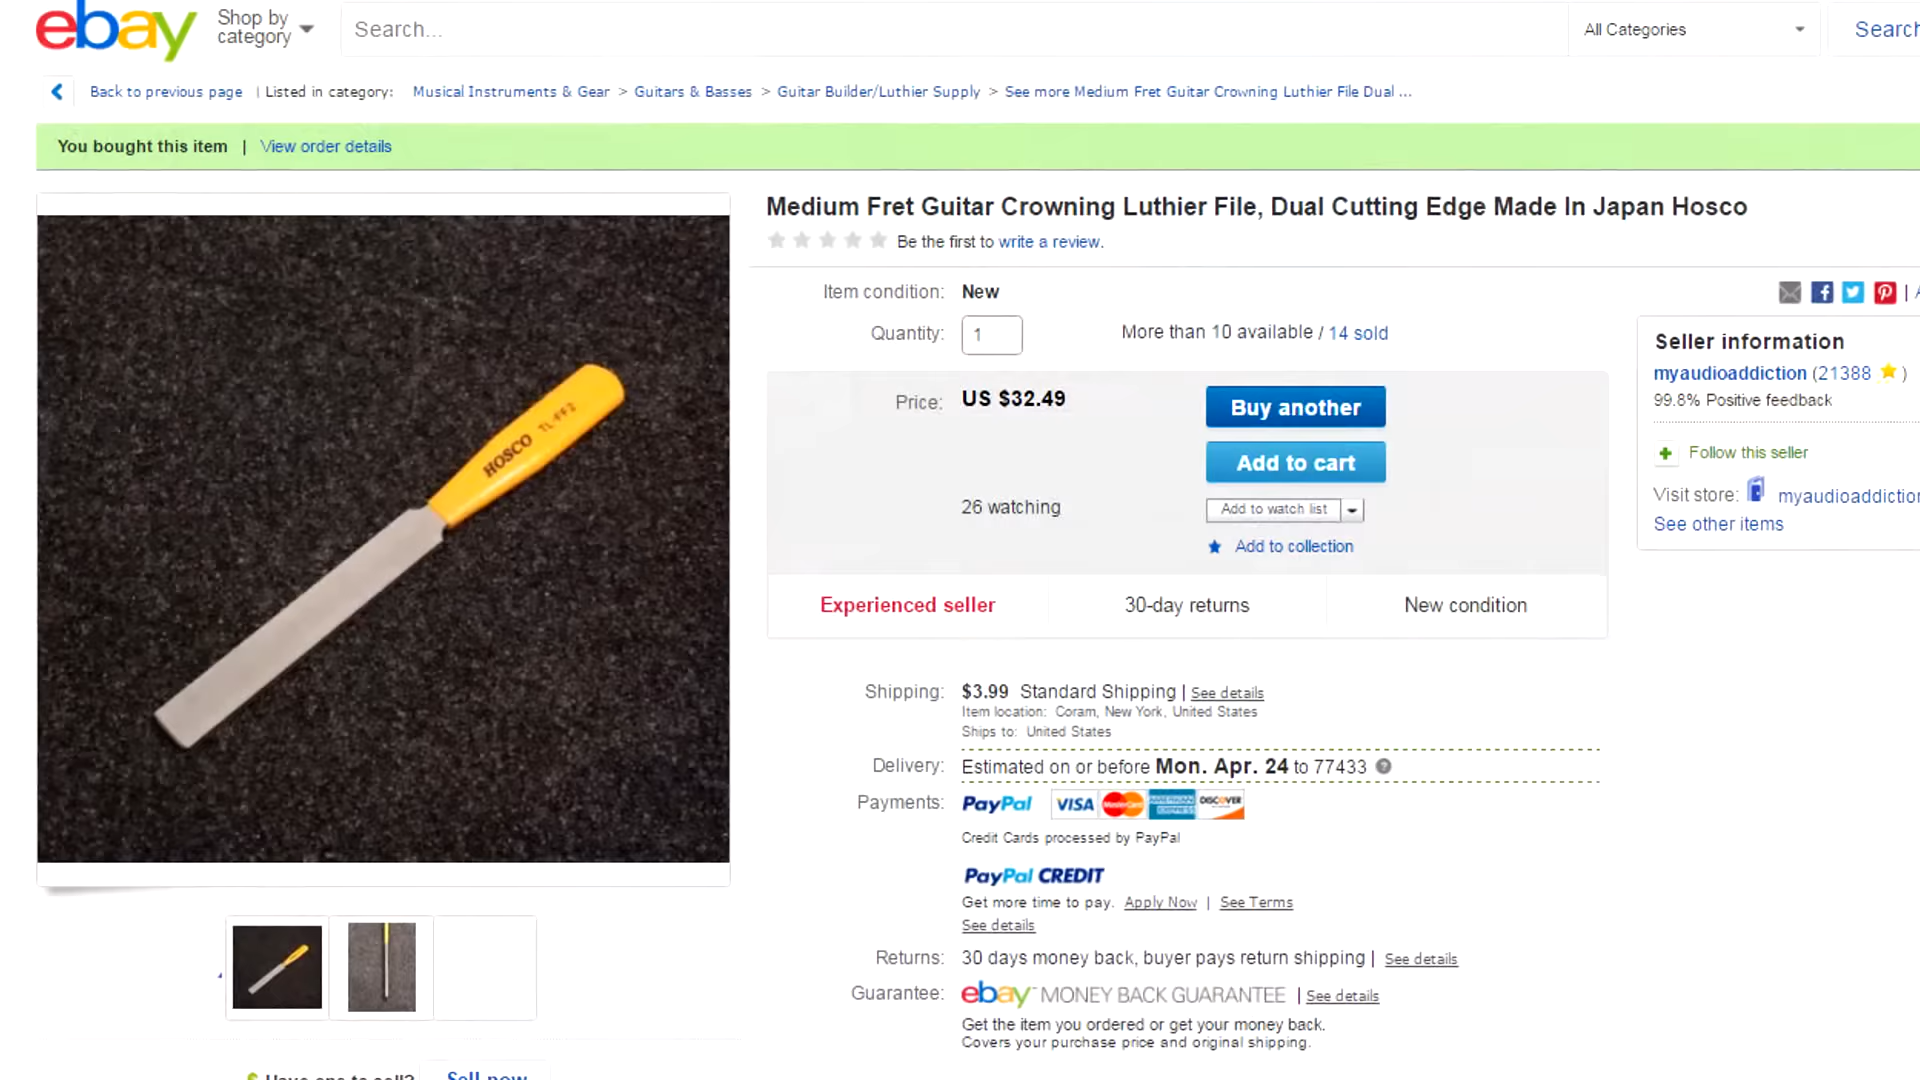 ebay
Shop by
category
Search...
All Categories
Search
Back to previous page | Listed in category: Musical Instruments & Gear > Guitars & Basses > Guitar Builder/Luthier Supply > See more Medium Fret Guitar Crowning Luthier File Dual ...
You bought this item | View order details
Medium Fret Guitar Crowning Luthier File, Dual Cutting Edge Made In Japan Hosco
Be the first to write a review.
HOSCO TL-FF2
Item condition: New
Quantity: 1
More than 10 available / 14 sold
Price: US $32.49
Buy another
Add to cart
26 watching
Add to watch list
Add to collection
Experienced seller
30-day returns
New condition
Seller information
myaudioaddiction (21388 )
99.8% Positive feedback
Follow this seller
Visit store: myaudioaddiction
See other items
Shipping: $3.99 Standard Shipping | See details
Item location: Coram, New York, United States
Ships to: United States
Delivery: Estimated on or before Mon. Apr. 24 to 77433
Payments: PayPal VISA MasterCard AMERICAN EXPRESS DISCOVER
Credit Cards processed by PayPal
PayPal CREDIT
Get more time to pay. Apply Now | See Terms
See details
Returns: 30 days money back, buyer pays return shipping | See details
Guarantee: ebay MONEY BACK GUARANTEE | See details
Get the item you ordered or get your money back.
Covers your purchase price and original shipping.
Have one to sell? Sell now